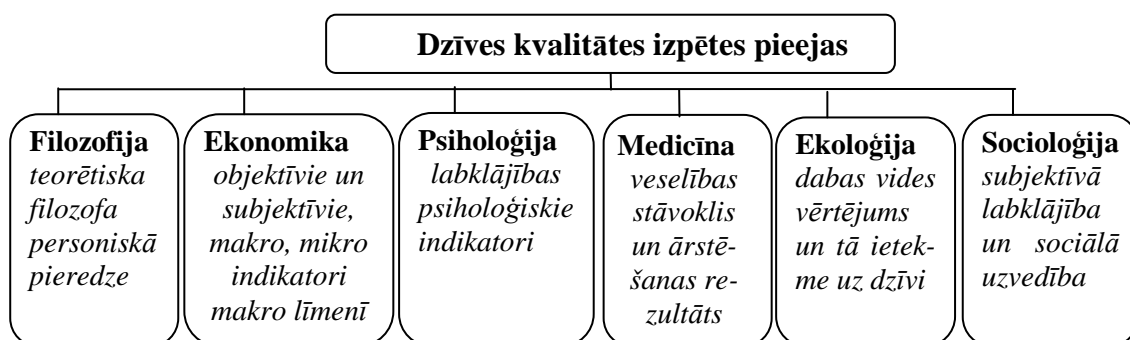 Dzīves kvalitātes izpētes pieejas
Filozofija
teorētiska
filozofa
personiskā
pieredze
Ekonomika
objektīvie un
subjektīvie,
makro, mikro
indikatori
makro līmenī
Psiholoģija
labklājības
psiholoģiskie
indikatori
Medicīna
veselības
stāvoklis
un ārstē-
šanas re-
zultāts
Ekoloģija
dabas vides
vērtējums
un tā ietek-
me uz dzīvi
Socioloģija
subjektīvā
labklājība
un sociālā
uzvedība